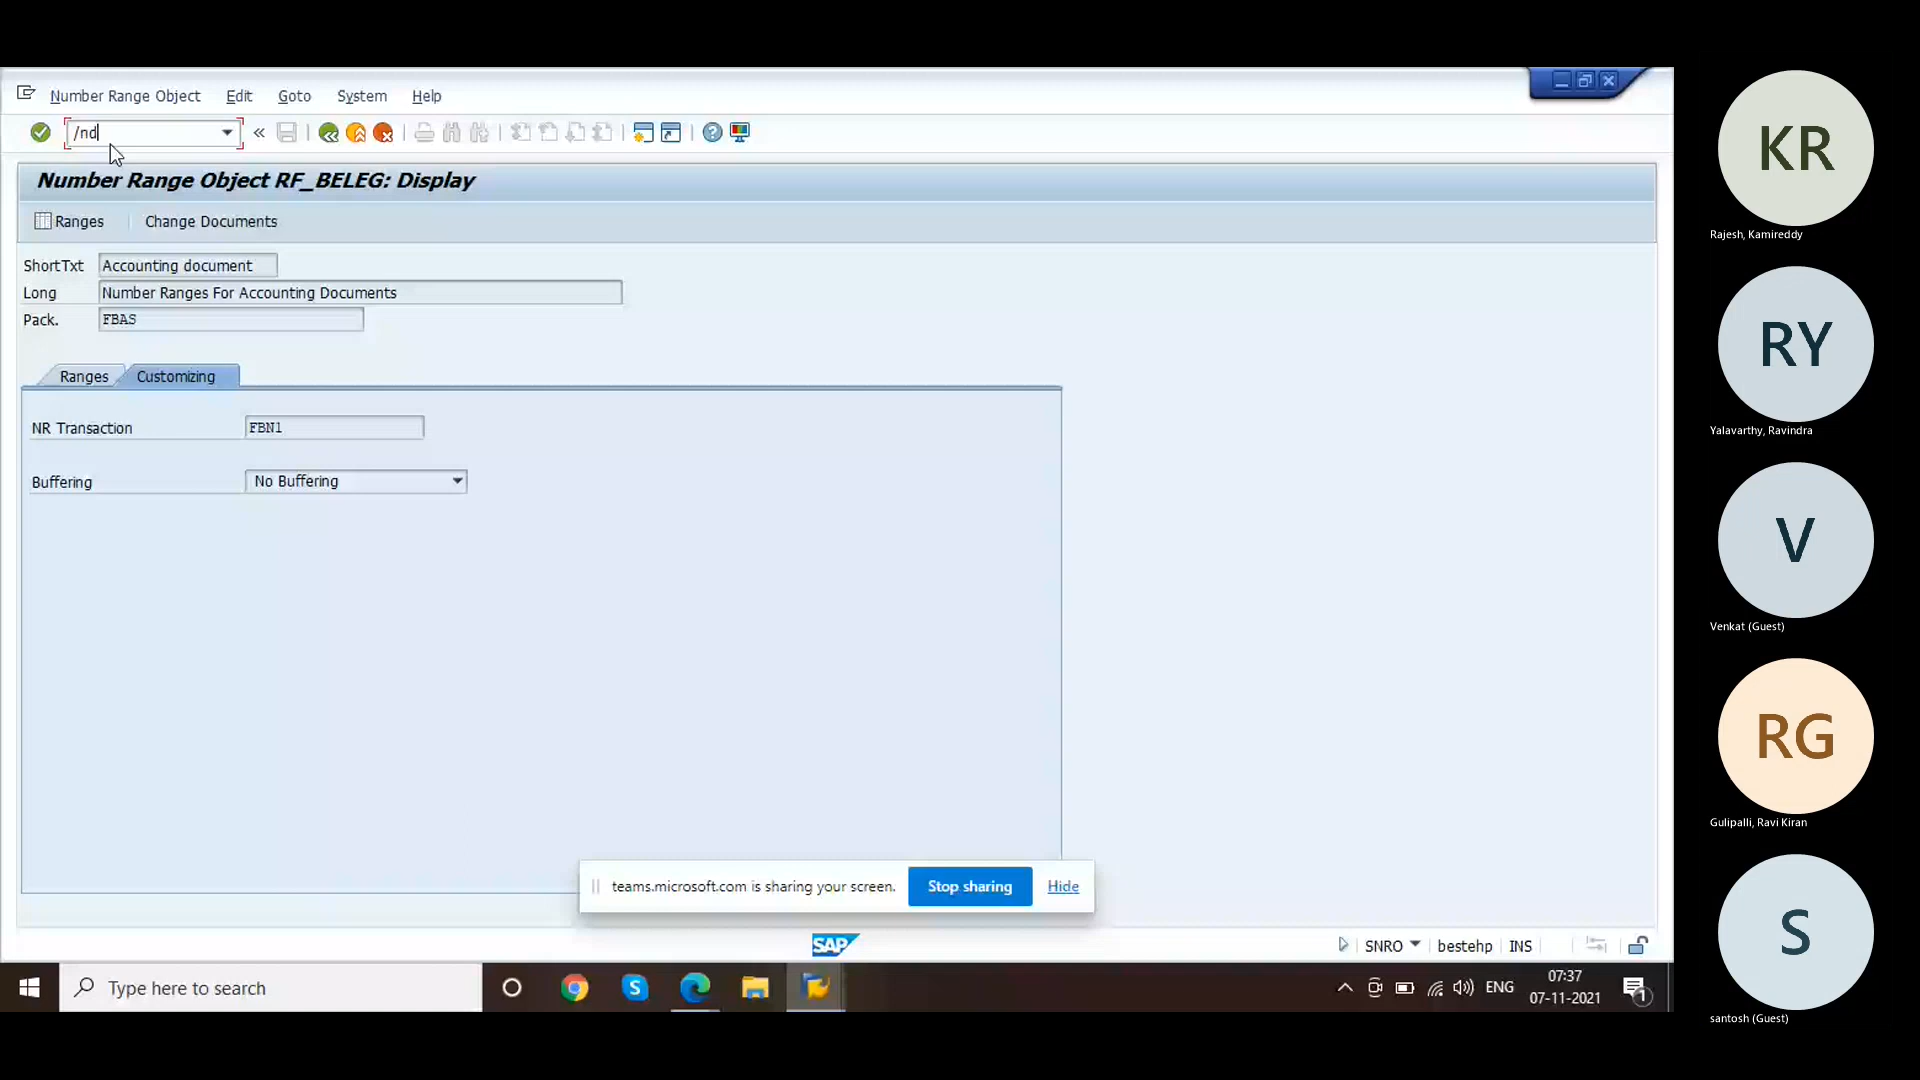 Number Range Object Edit Goto System Help
/nd
Number Range Object RF_BELEG: Display
Ranges Change Documents
Short Txt Accounting document
Long Number Ranges For Accounting Documents
Pack. FBAS
Ranges Customizing
NR Transaction FBN1
Buffering No Buffering
teams.microsoft.com is sharing your screen. Stop sharing Hide
SAP SNRO bestehp INS
Type here to search
S
ENG
07:37
07-11-2021
1
KR
Rajesh, Kamireddy
RY
Yalavarthy, Ravindra
V
Venkat (Guest)
RG
Gulipalli, Ravi Kiran
S
santosh (Guest)